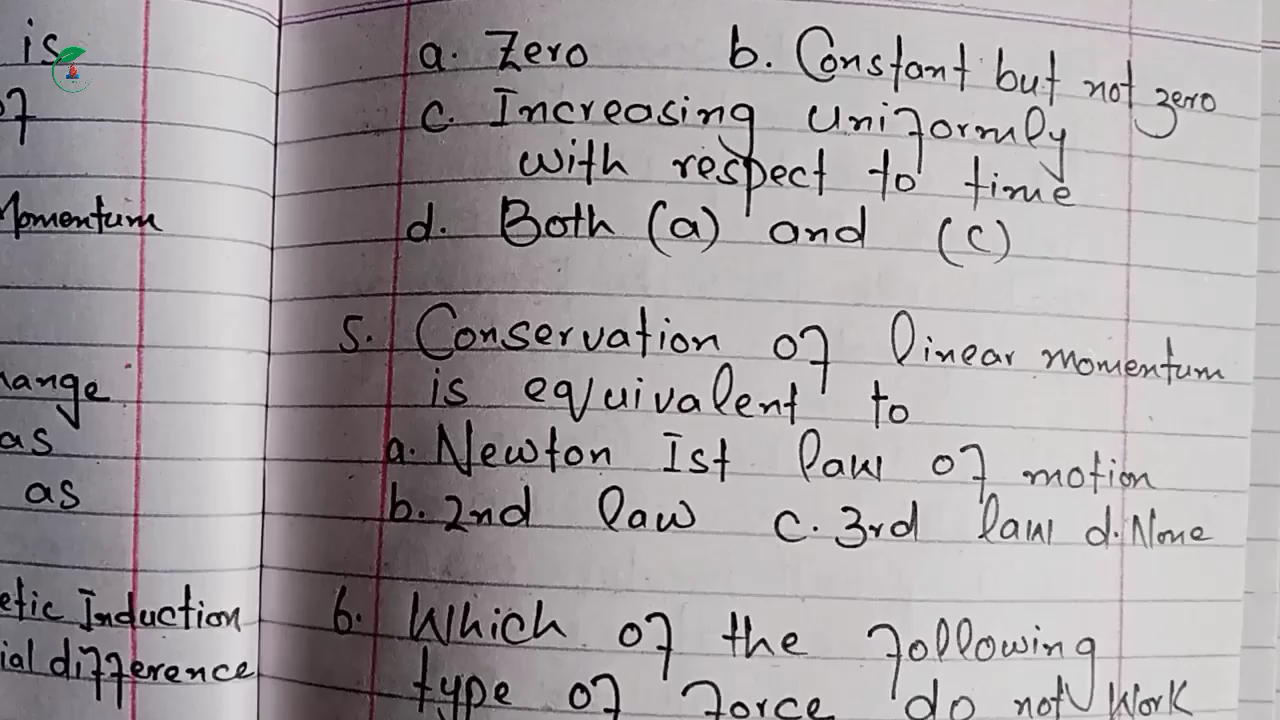 is
of
Momentum
ange
as
as
etic Induction
ial difference
a. Zero b. Constant but not zero
c. Increasing uniformly
with respect to time
d. Both (a) and (c)
5. Conservation of linear momentum
is equivalent to
a. Newton Ist law of motion
b. 2nd law c. 3rd law d. None
6. Which of the following
type of force do not work